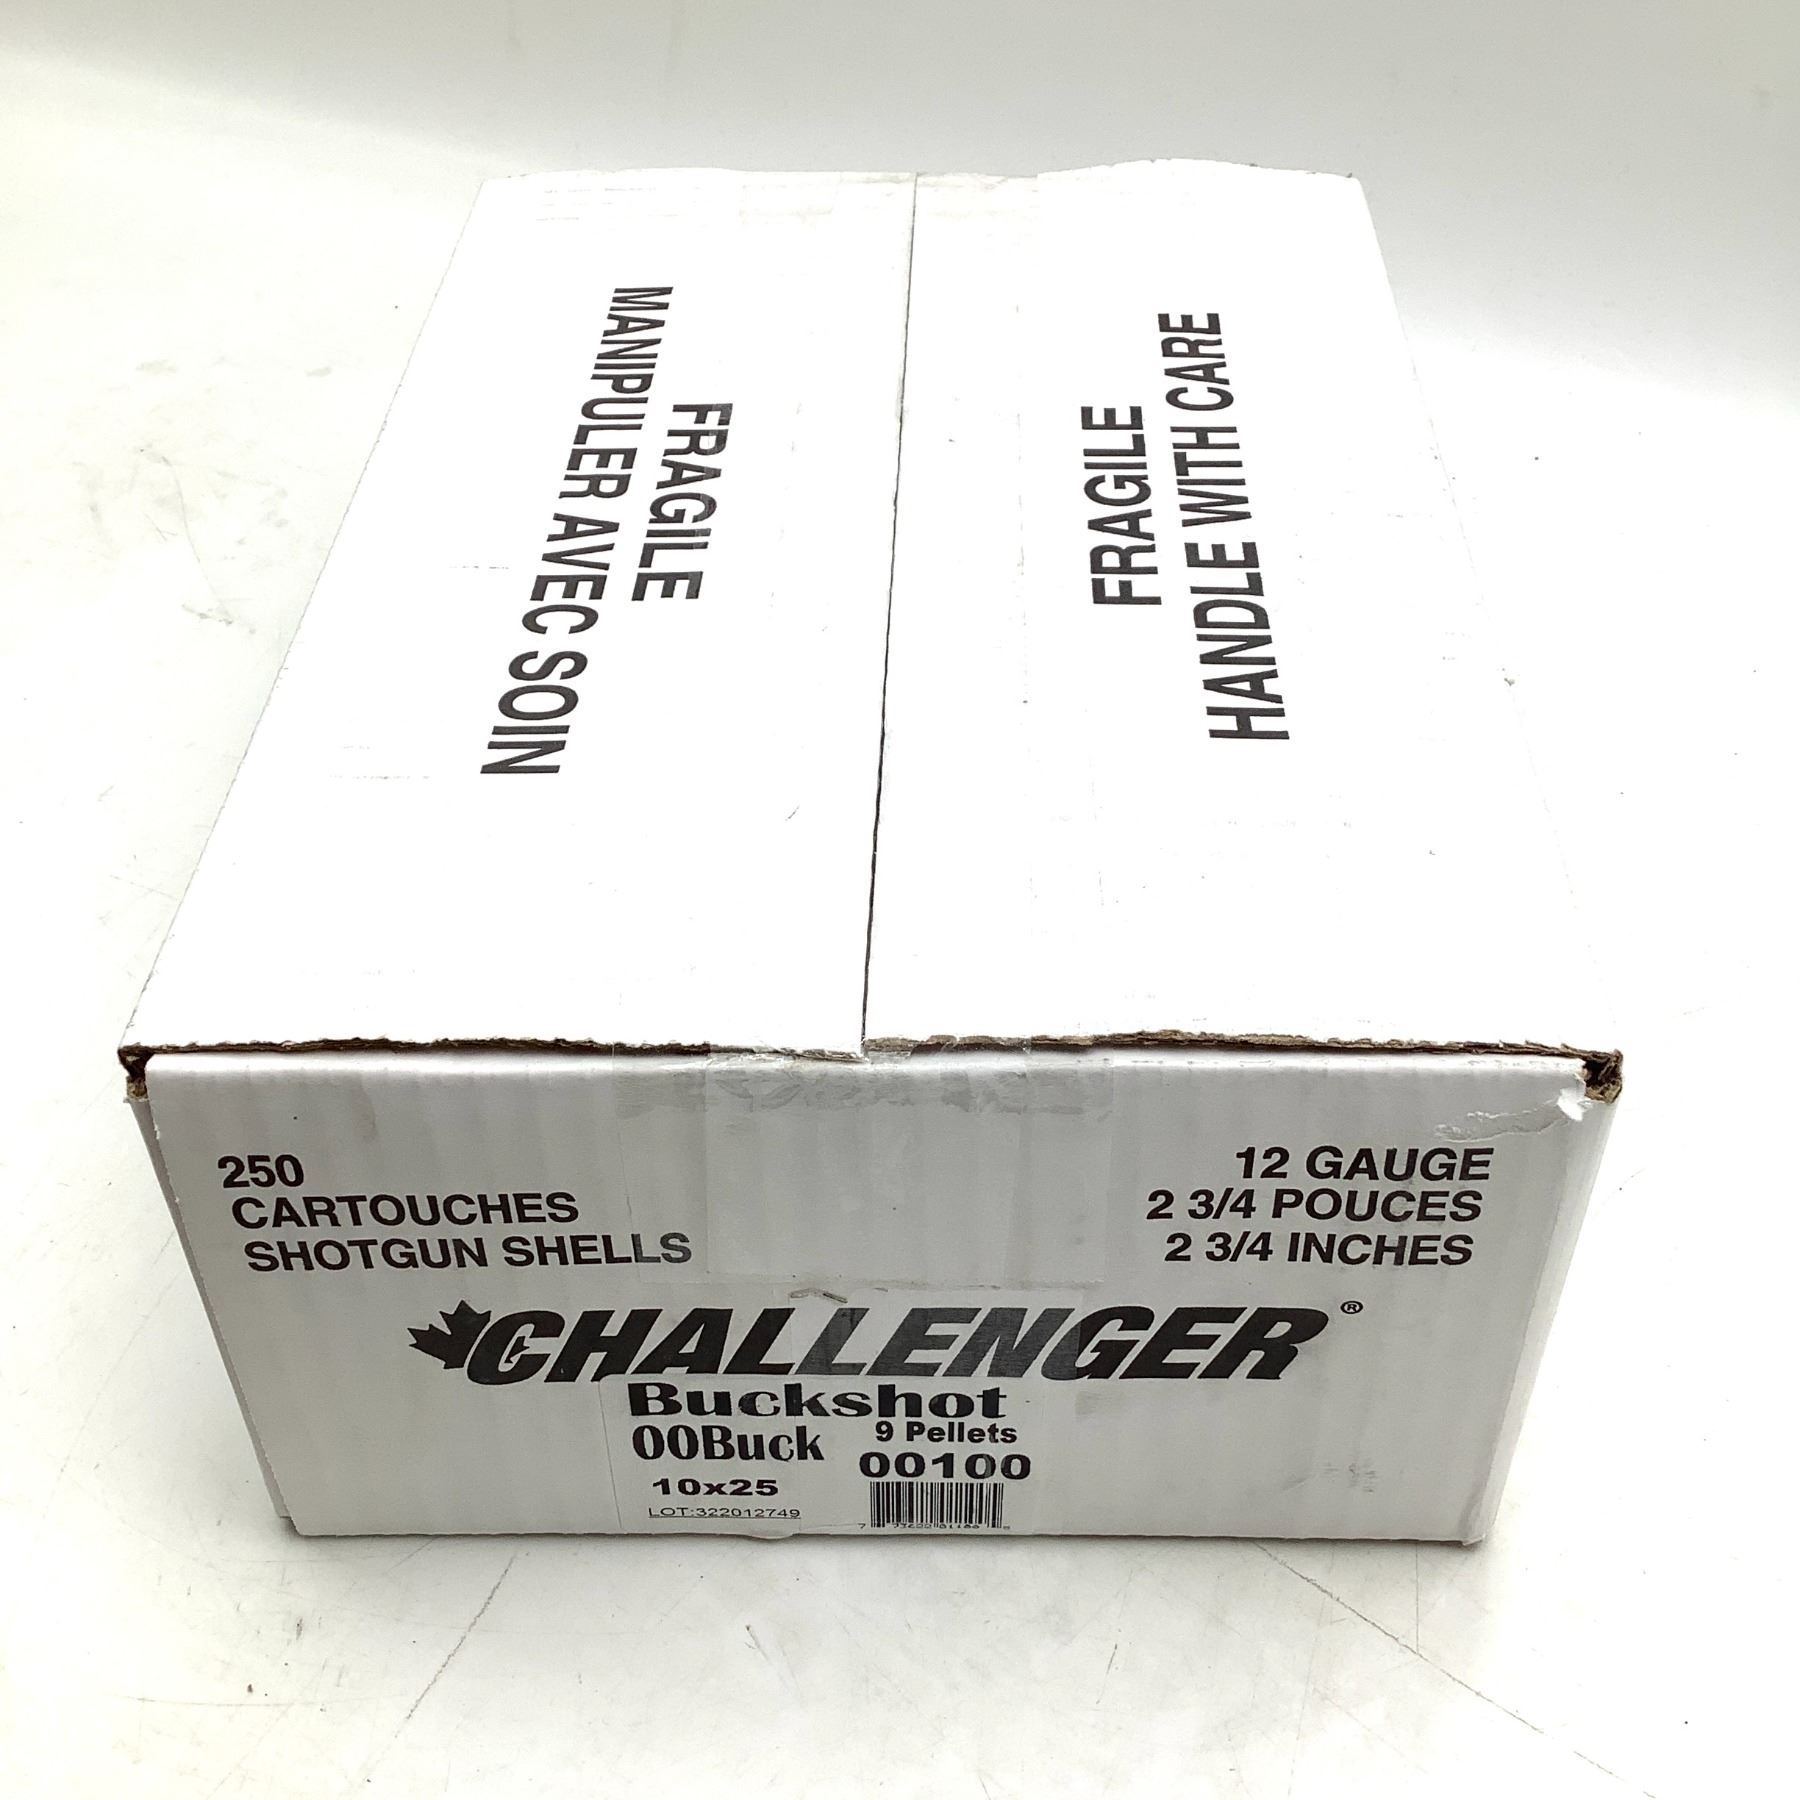 FRAGILE
MANIPULER AVEC SOIN
FRAGILE
HANDLE WITH CARE
250
CARTOUCHES
SHOTGUN SHELLS
12 GAUGE
2 3/4 POUCES
2 3/4 INCHES
CHALLENGER®
Buckshot
00Buck 9 Pellets
00100
10x25
LOT:322012749